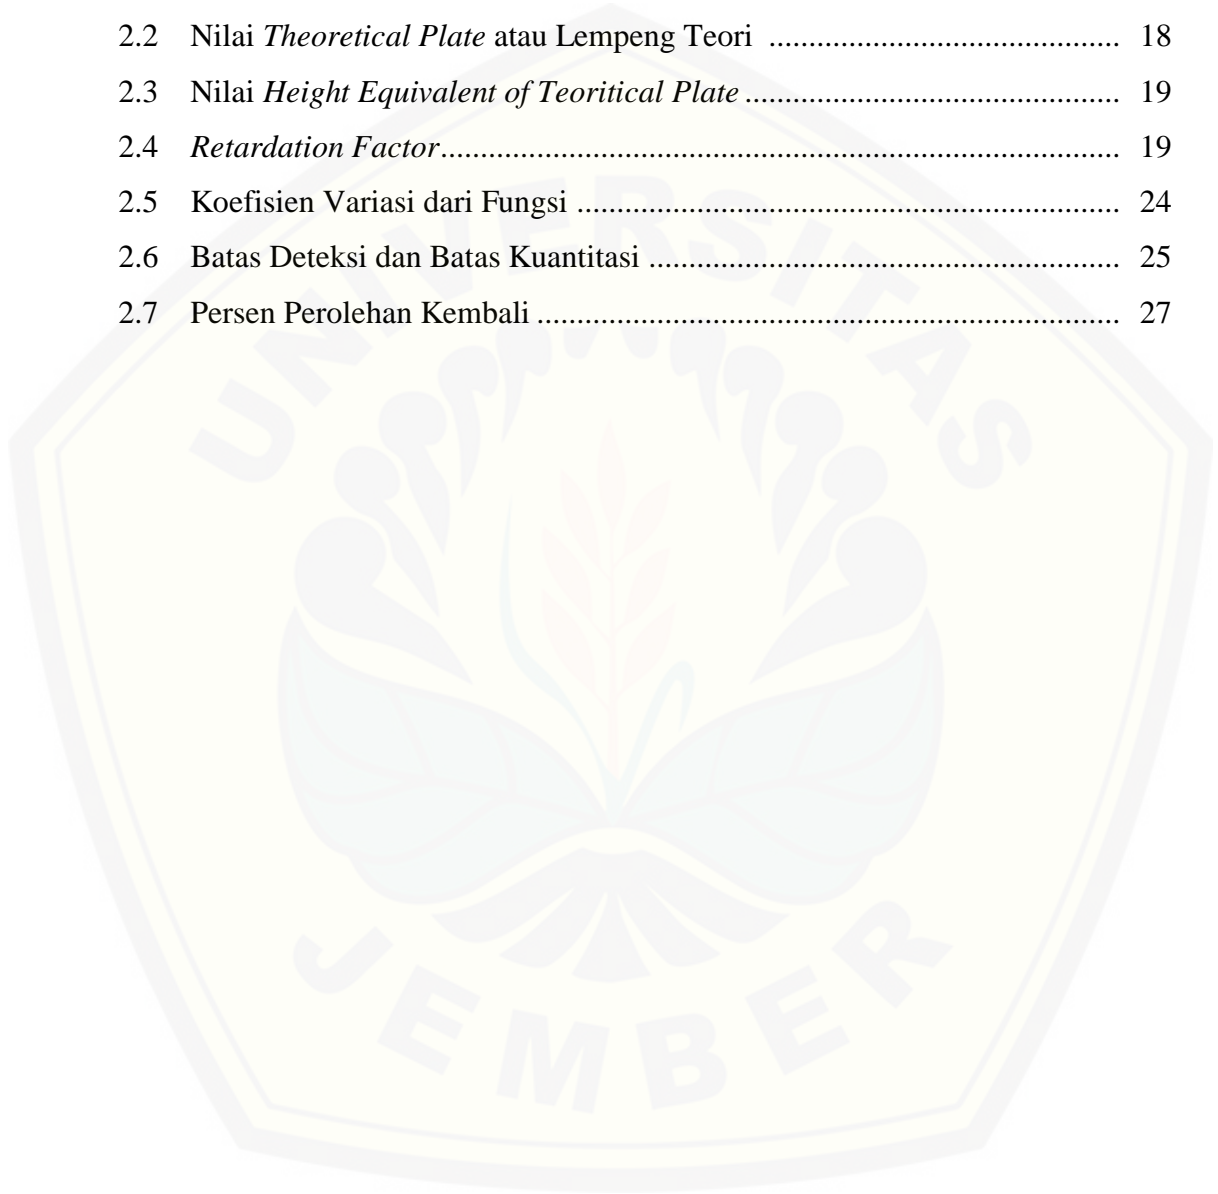 2.2 Nilai Theoretical Plate atau Lempeng Teori ........................................... 18
2.3 Nilai Height Equivalent of Teoritical Plate .............................................. 19
2.4 Retardation Factor..................................................................................... 19
2.5 Koefisien Variasi dari Fungsi .................................................................... 24
2.6 Batas Deteksi dan Batas Kuantitasi ........................................................... 25
2.7 Persen Perolehan Kembali ......................................................................... 27
UNIVERSITAS
JEMBER